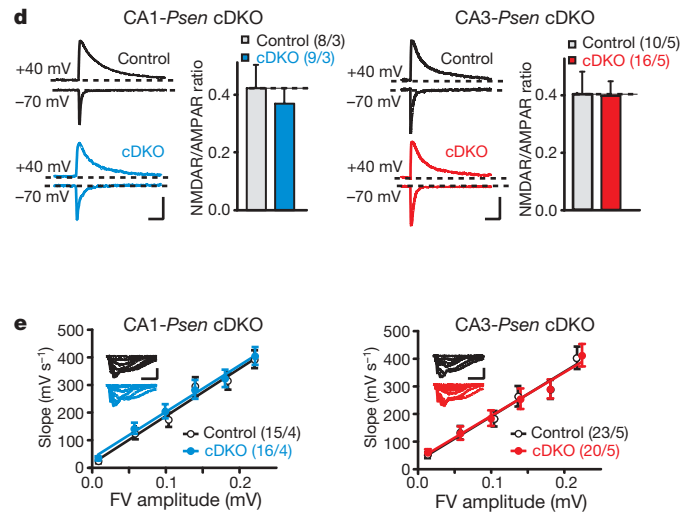 d
CA1-Psen cDKO
Control
+40 mV
−70 mV
cDKO
+40 mV
−70 mV
NMDAR/AMPAR ratio
0.4
0.2
0.0
Control (8/3)
cDKO (9/3)
CA3-Psen cDKO
Control
+40 mV
−70 mV
cDKO
+40 mV
−70 mV
NMDAR/AMPAR ratio
0.4
0.2
0.0
Control (10/5)
cDKO (16/5)
e
CA1-Psen cDKO
Slope (mV s⁻¹)
500
400
300
200
100
0
Control (15/4)
cDKO (16/4)
0.0 0.1 0.2
FV amplitude (mV)
CA3-Psen cDKO
Slope (mV s⁻¹)
500
400
300
200
100
0
Control (23/5)
cDKO (20/5)
0.0 0.1 0.2
FV amplitude (mV)